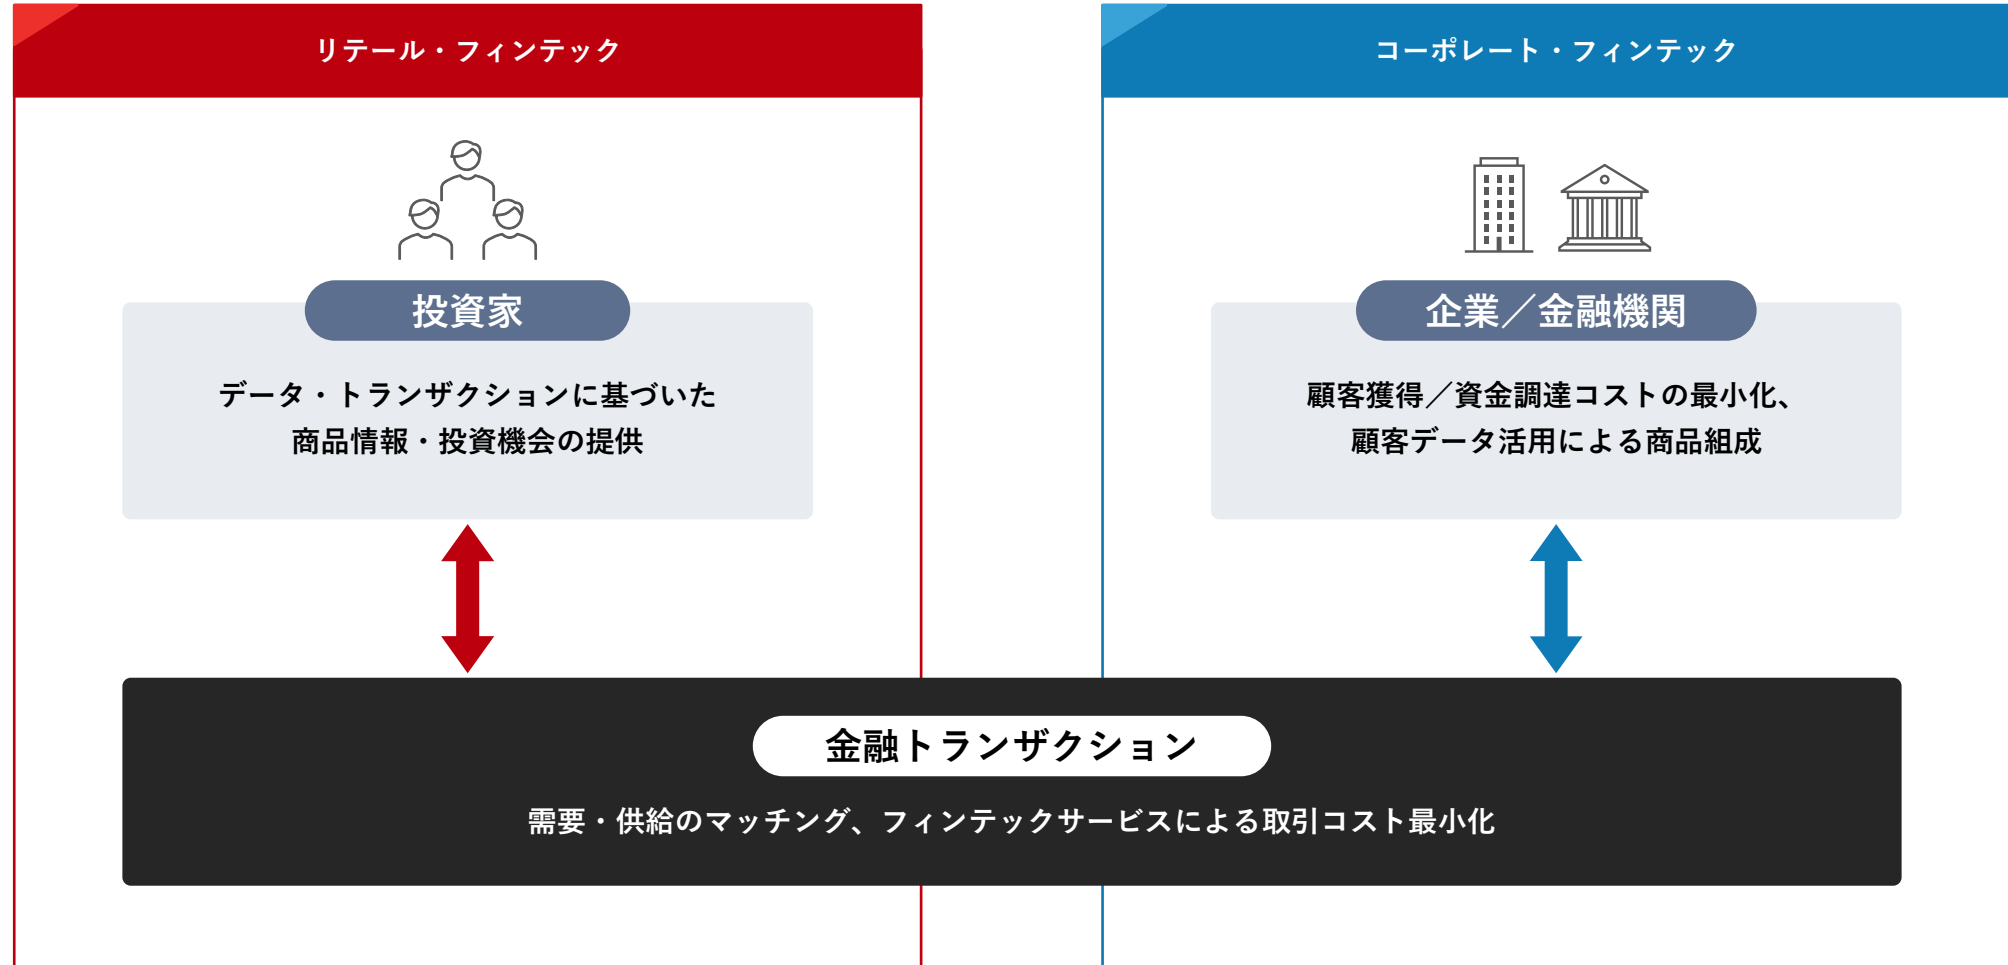 リテール・フィンテック
投資家
データ・トランザクションに基づいた
商品情報・投資機会の提供
コーポレート・フィンテック
企業／金融機関
顧客獲得／資金調達コストの最小化、
顧客データ活用による商品組成
金融トランザクション
需要・供給のマッチング、フィンテックサービスによる取引コスト最小化